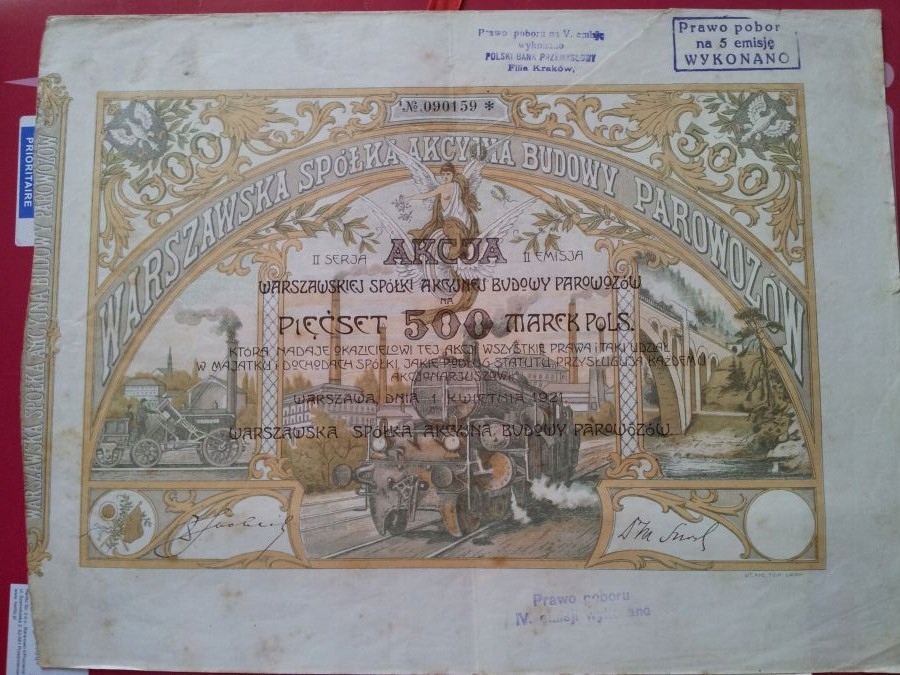 Prawo poboru na V. emisję
wykonano
POLSKI BANK PRZEMYSŁOWY
Filia Kraków,
Prawo pobor
na 5 emisję
WYKONANO
№.090159 *
500
500
WARSZAWSKA SPÓŁKA AKCYJNA BUDOWY PAROWOZÓW
II SERJA AKCJA II EMISJA
WARSZAWSKIEJ SPÓŁKI AKCYJNEJ BUDOWY PAROWOZÓW
NA
PIĘĆSET 500 MAREK POLS.
KTÓRA NADAJE OKAZICIELOWI TEJ AKCJI WSZYSTKIE PRAWA I TAKI UDZIAŁ
W MAJĄTKU I DOCHODACH SPÓŁKI, JAKIE PODŁUG STATUTU PRZYSŁUGUJĄ KAŻDEMU
AKCJONARJUSZOWI
WARSZAWA, DNIA 1 KWIETNIA 1921
WARSZAWSKA SPÓŁKA AKCYJNA BUDOWY PAROWOZÓW
Prawo poboru
IV. emisji wykonano
WARSZAWSKA SPÓŁKA AKCYJNA BUDOWY PAROWOZÓW
PRIORITAIRE